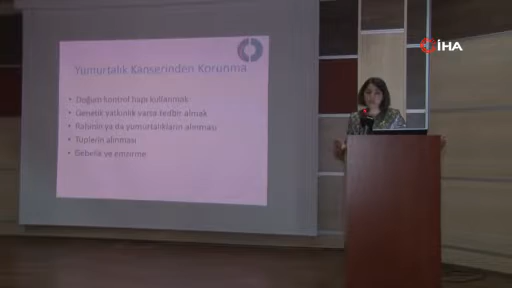 İHA
Yumurtalık Kanserinden Korunma
• Doğum kontrol hapı kullanmak
• Genetik yatkınlık varsa tedbir almak
• Rahimin ya da yumurtalıkların alınması
• Tüplerin alınması
• Gebelik ve emzirme